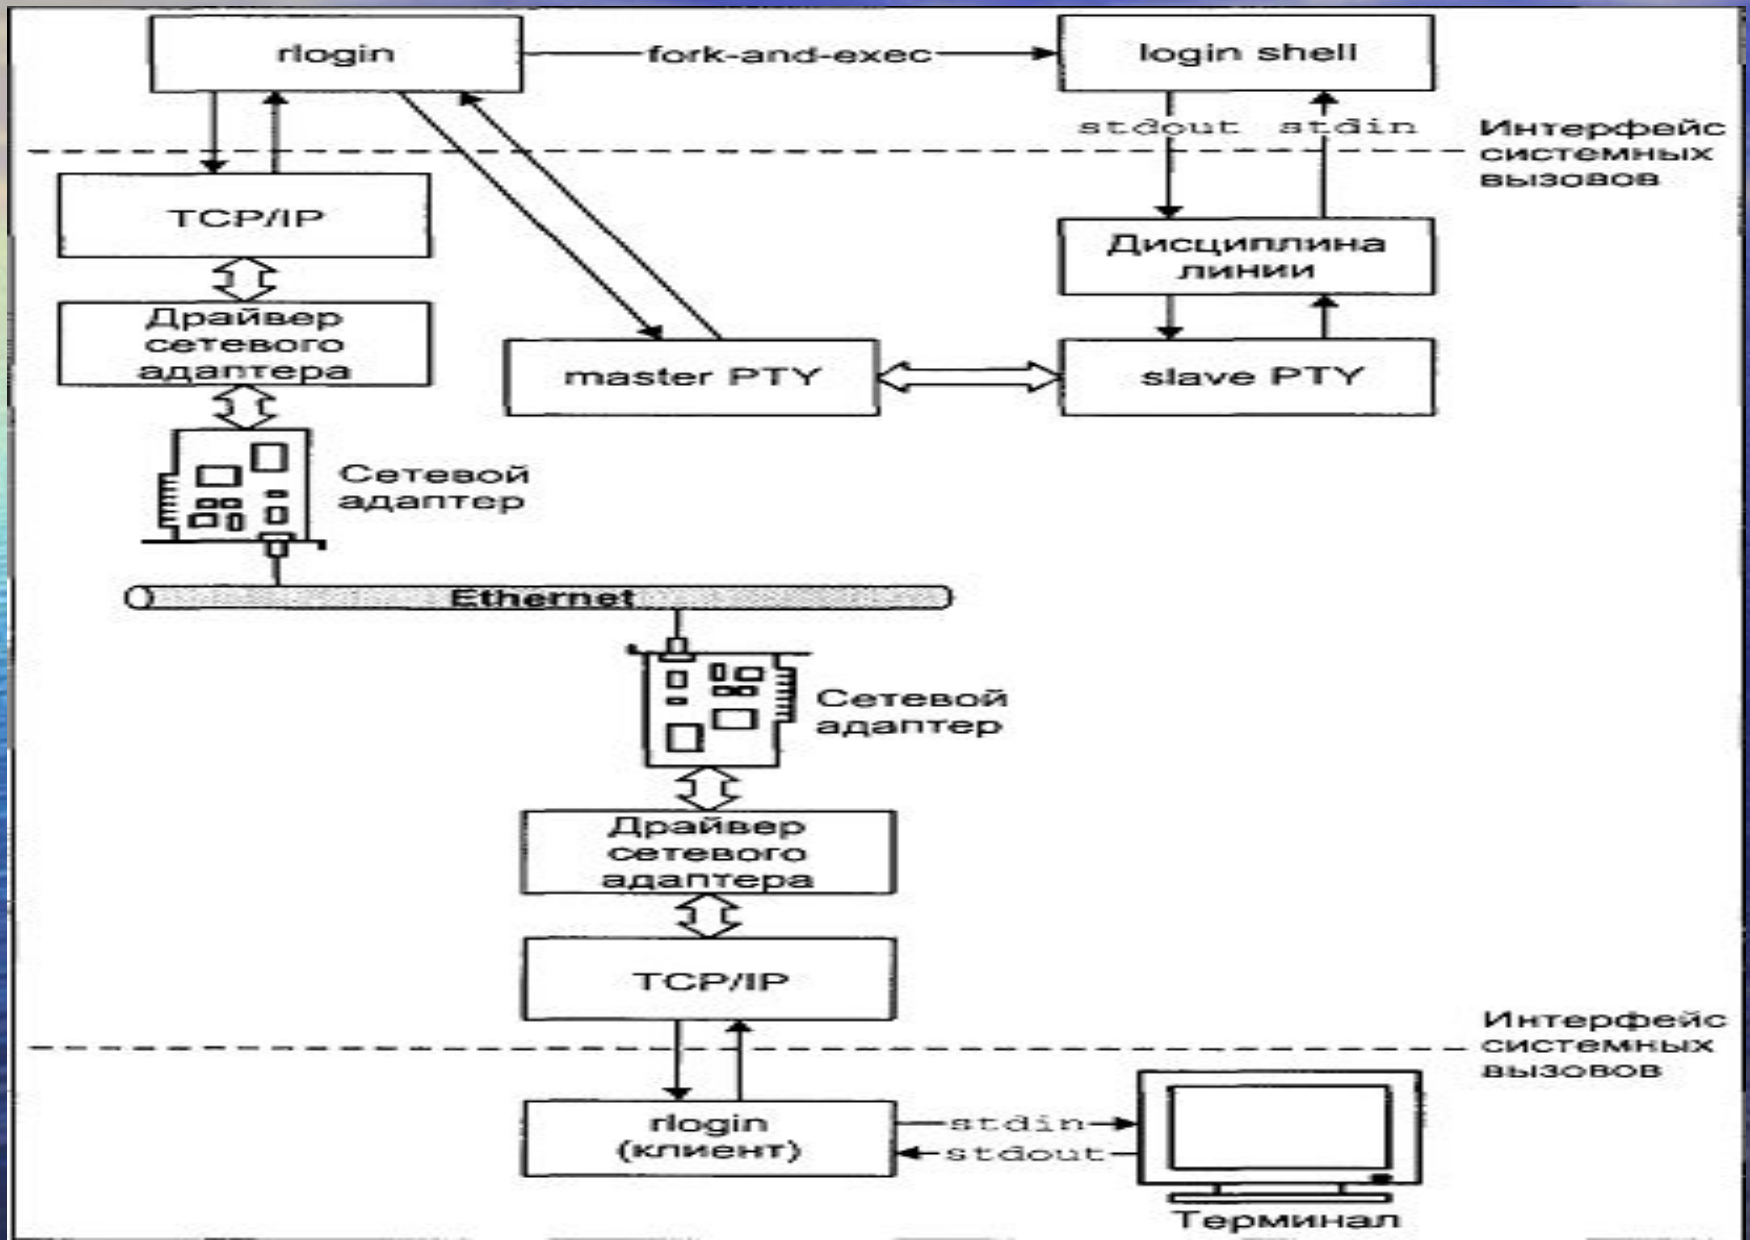 rlogin
fork-and-exec
login shell
stdout
stdin
Интерфейс
системных
вызовов
TCP/IP
Дисциплина
линии
Драйвер
сетевого
адаптера
master PTY
slave PTY
Сетевой
адаптер
Ethernet
Сетевой
адаптер
Драйвер
сетевого
адаптера
TCP/IP
Интерфейс
системных
вызовов
rlogin
(клиент)
stdin
stdout
Терминал